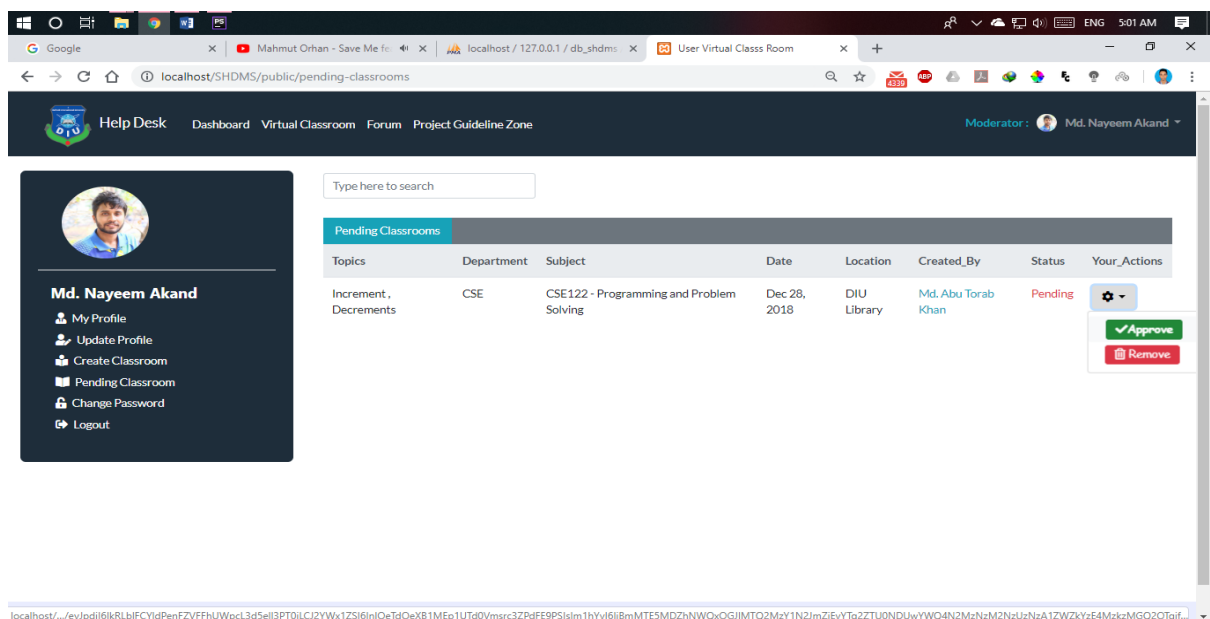 ENG 5:01 AM
Google
Mahmut Orhan - Save Me fo
localhost / 127.0.0.1 / db_shdms
User Virtual Classs Room
localhost/SHDMS/public/pending-classrooms
4339
ABP
DIU
Help Desk Dashboard Virtual Classroom Forum Project Guideline Zone
Moderator : Md. Nayeem Akand
Type here to search
Pending Classrooms
Topics Department Subject Date Location Created_By Status Your_Actions
Increment , CSE CSE122 - Programming and Problem Dec 28, DIU Md. Abu Torab Pending
Decrements Solving 2018 Library Khan
Approve
Remove
Md. Nayeem Akand
My Profile
Update Profile
Create Classroom
Pending Classroom
Change Password
Logout